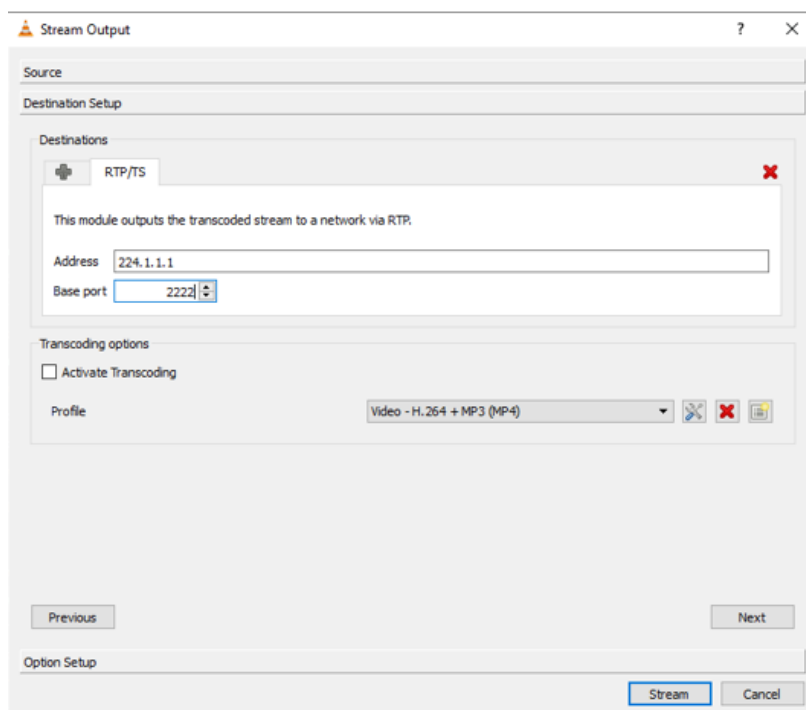 Stream Output
Source
Destination Setup
Destinations
RTP/TS
This module outputs the transcoded stream to a network via RTP.
Address 224.1.1.1
Base port 2222
Transcoding options
Activate Transcoding
Profile Video - H.264 + MP3 (MP4)
Previous Next
Option Setup
Stream Cancel